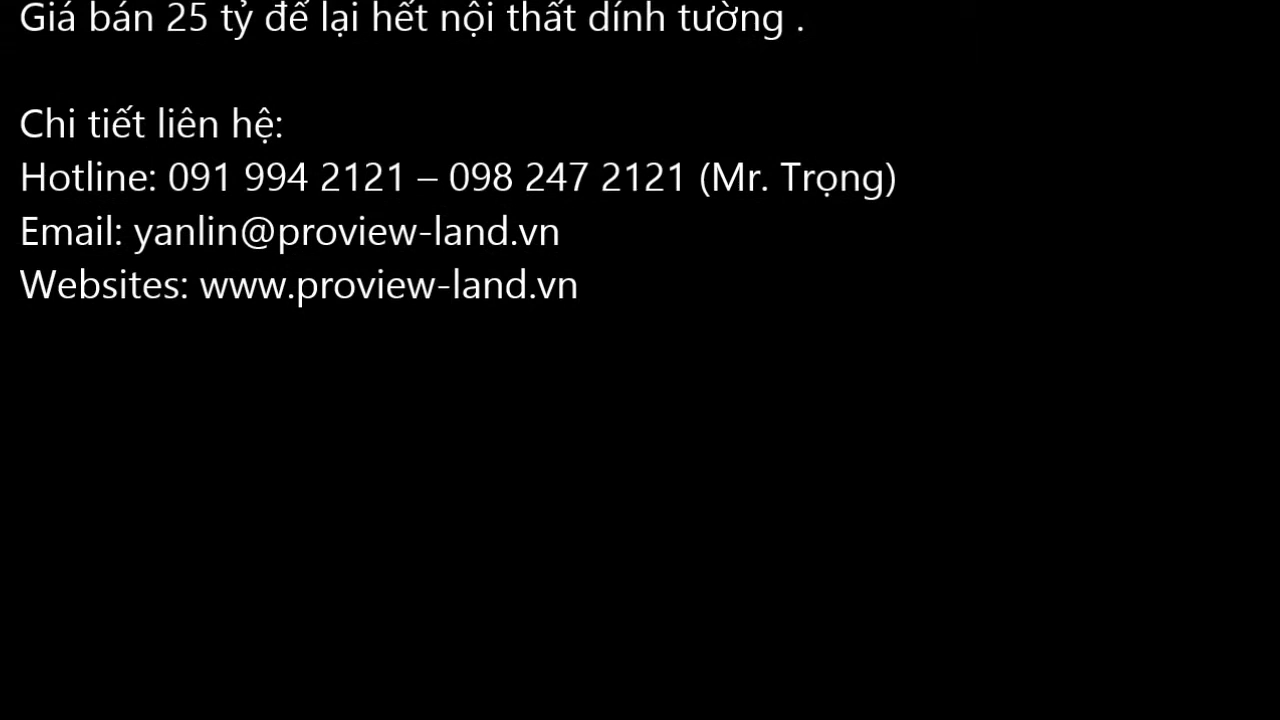 Giá bán 25 tỷ để lại hết nội thất dính tường .
Chi tiết liên hệ:
Hotline: 091 994 2121 – 098 247 2121 (Mr. Trọng)
Email: yanlin@proview-land.vn
Websites: www.proview-land.vn